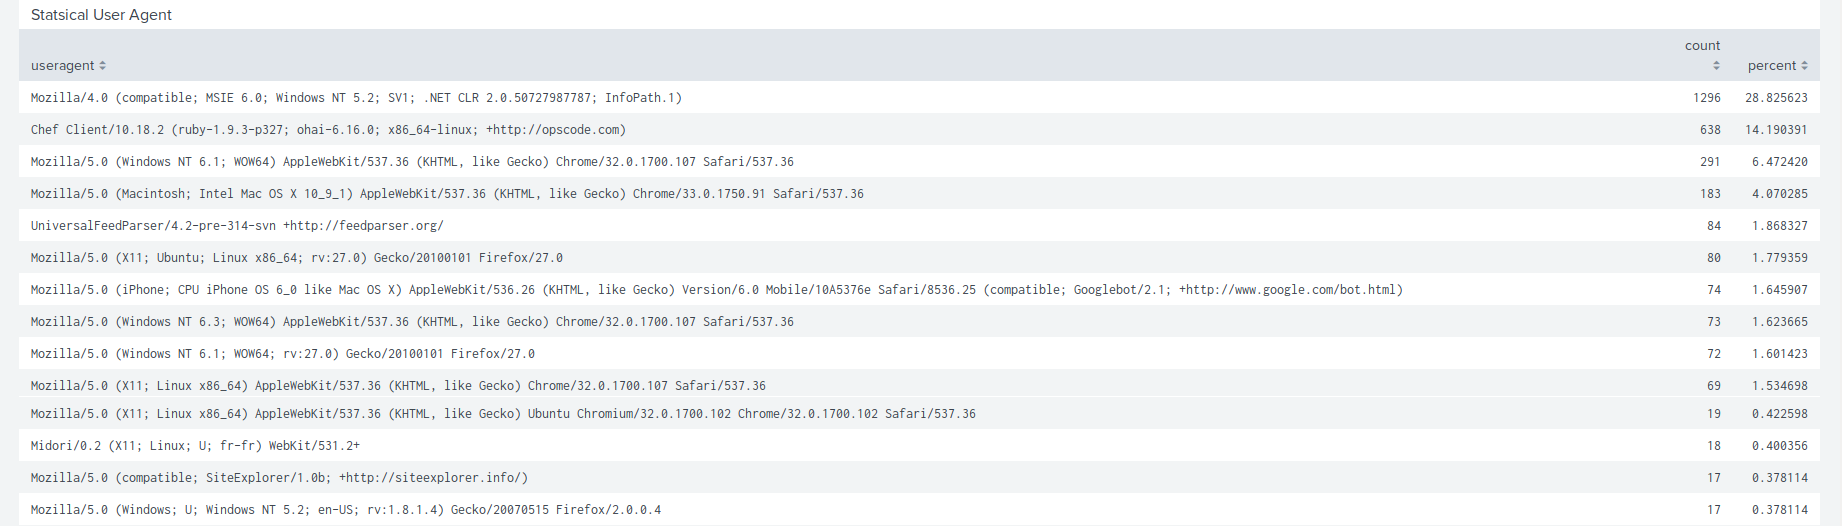 Statsical User Agent
count
useragent percent
Mozilla/4.0 (compatible; MSIE 6.0; Windows NT 5.2; SV1; .NET CLR 2.0.50727987787; InfoPath.1) 1296 28.825623
Chef Client/10.18.2 (ruby-1.9.3-p327; ohai-6.16.0; x86_64-linux; +http://opscode.com) 638 14.190391
Mozilla/5.0 (Windows NT 6.1; WOW64) AppleWebKit/537.36 (KHTML, like Gecko) Chrome/32.0.1700.107 Safari/537.36 291 6.472420
Mozilla/5.0 (Macintosh; Intel Mac OS X 10_9_1) AppleWebKit/537.36 (KHTML, like Gecko) Chrome/33.0.1750.91 Safari/537.36 183 4.070285
UniversalFeedParser/4.2-pre-314-svn +http://feedparser.org/ 84 1.868327
Mozilla/5.0 (X11; Ubuntu; Linux x86_64; rv:27.0) Gecko/20100101 Firefox/27.0 80 1.779359
Mozilla/5.0 (iPhone; CPU iPhone OS 6_0 like Mac OS X) AppleWebKit/536.26 (KHTML, like Gecko) Version/6.0 Mobile/10A5376e Safari/8536.25 (compatible; Googlebot/2.1; +http://www.google.com/bot.html) 74 1.645907
Mozilla/5.0 (Windows NT 6.3; WOW64) AppleWebKit/537.36 (KHTML, like Gecko) Chrome/32.0.1700.107 Safari/537.36 73 1.623665
Mozilla/5.0 (Windows NT 6.1; WOW64; rv:27.0) Gecko/20100101 Firefox/27.0 72 1.601423
Mozilla/5.0 (X11; Linux x86_64) AppleWebKit/537.36 (KHTML, like Gecko) Chrome/32.0.1700.107 Safari/537.36 69 1.534698
Mozilla/5.0 (X11; Linux x86_64) AppleWebKit/537.36 (KHTML, like Gecko) Ubuntu Chromium/32.0.1700.102 Chrome/32.0.1700.102 Safari/537.36 19 0.422598
Midori/0.2 (X11; Linux; U; fr-fr) WebKit/531.2+ 18 0.400356
Mozilla/5.0 (compatible; SiteExplorer/1.0b; +http://siteexplorer.info/) 17 0.378114
Mozilla/5.0 (Windows; U; Windows NT 5.2; en-US; rv:1.8.1.4) Gecko/20070515 Firefox/2.0.0.4 17 0.378114